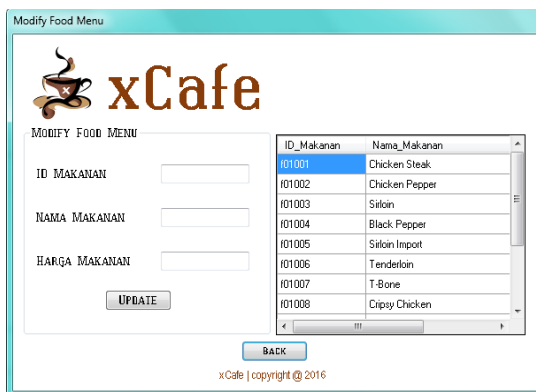 Modify Food Menu
x
xCafe
Modify Food Menu
ID Makanan
Nama Makanan
Harga Makanan
Update
ID_Makanan Nama_Makanan
f01001 Chicken Steak
f01002 Chicken Pepper
f01003 Sirloin
f01004 Black Pepper
f01005 Sirloin Import
f01006 Tenderloin
f01007 T-Bone
f01008 Cripsy Chicken
Back
xCafe | copyright @ 2016